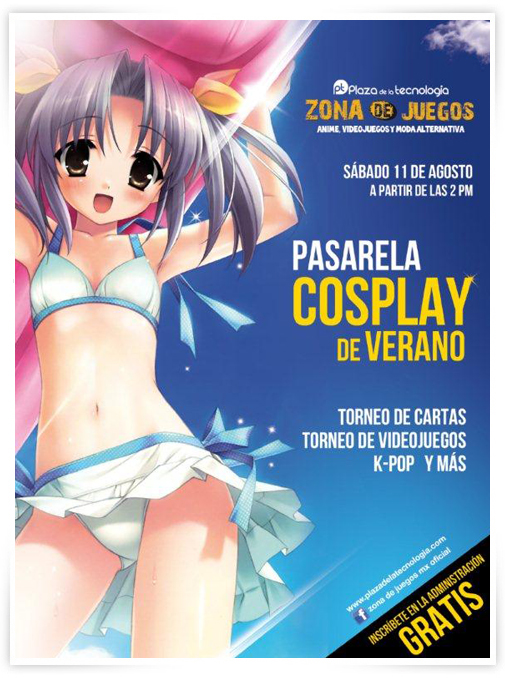 pt Plaza de la tecnología
ZONA DE JUEGOS
ANIME, VIDEOJUEGOS Y MODA ALTERNATIVA
SÁBADO 11 DE AGOSTO
A PARTIR DE LAS 2 PM
PASARELA
COSPLAY
DE VERANO
TORNEO DE CARTAS
TORNEO DE VIDEOJUEGOS
K-POP Y MÁS
www.plazadelatecnologia.com
f zona de juegos mx oficial
INSCRÍBETE EN LA ADMINISTRACIÓN
GRATIS